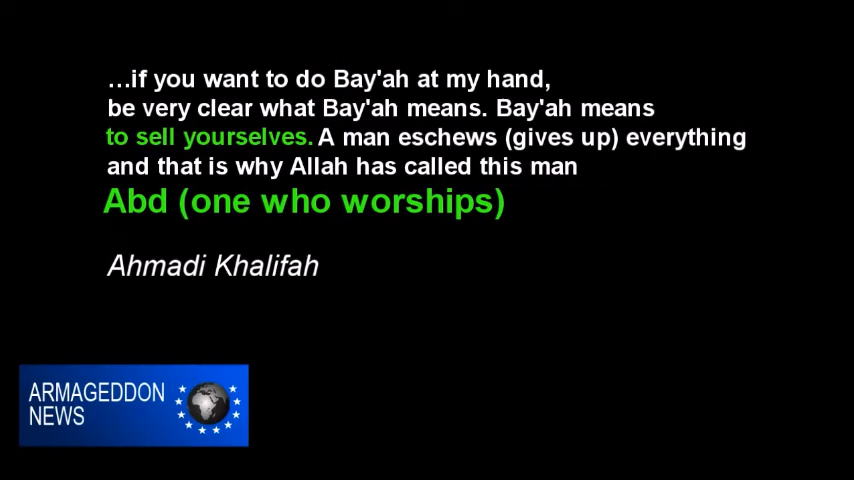 …if you want to do Bay'ah at my hand,
be very clear what Bay'ah means. Bay'ah means
to sell yourselves. A man eschews (gives up) everything
and that is why Allah has called this man
Abd (one who worships)
Ahmadi Khalifah
ARMAGEDDON
NEWS